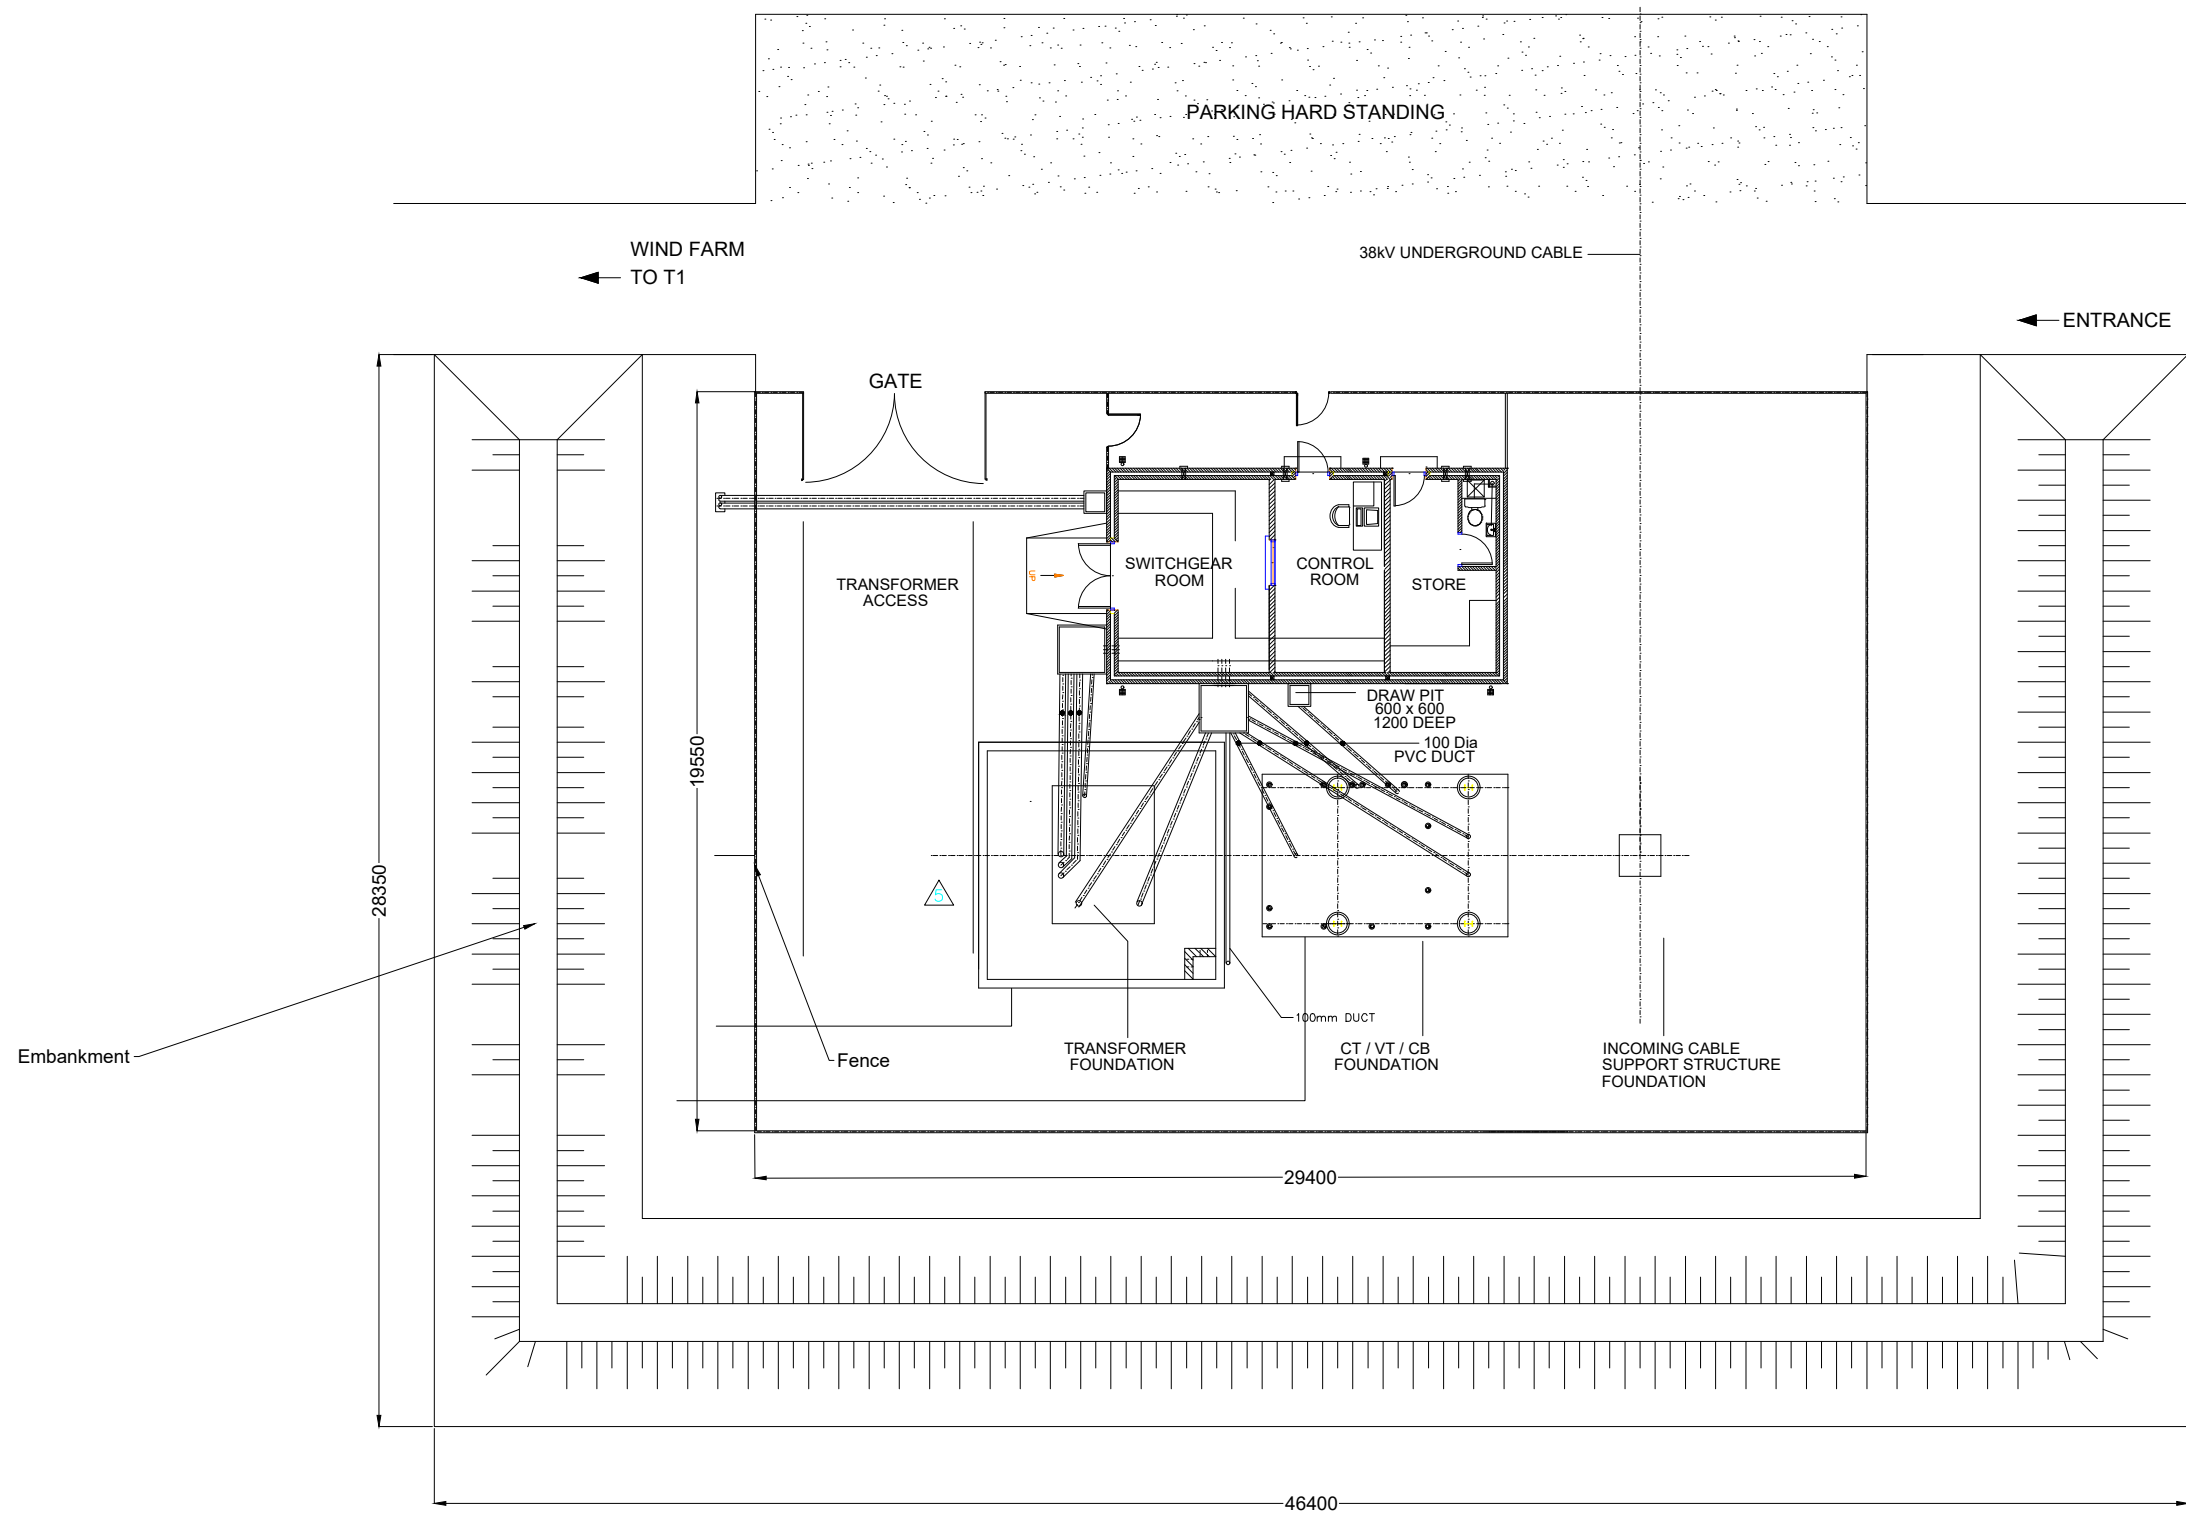 PARKING HARD STANDING
WIND FARM
TO T1
38kV UNDERGROUND CABLE
ENTRANCE
GATE
SWITCHGEAR
ROOM
CONTROL
ROOM
STORE
TRANSFORMER
ACCESS
UP
DRAW PIT
600 x 600
1200 DEEP
100 Dia
PVC DUCT
19550
28350
5
100mm DUCT
Embankment
Fence
TRANSFORMER
FOUNDATION
CT / VT / CB
FOUNDATION
INCOMING CABLE
SUPPORT STRUCTURE
FOUNDATION
29400
46400